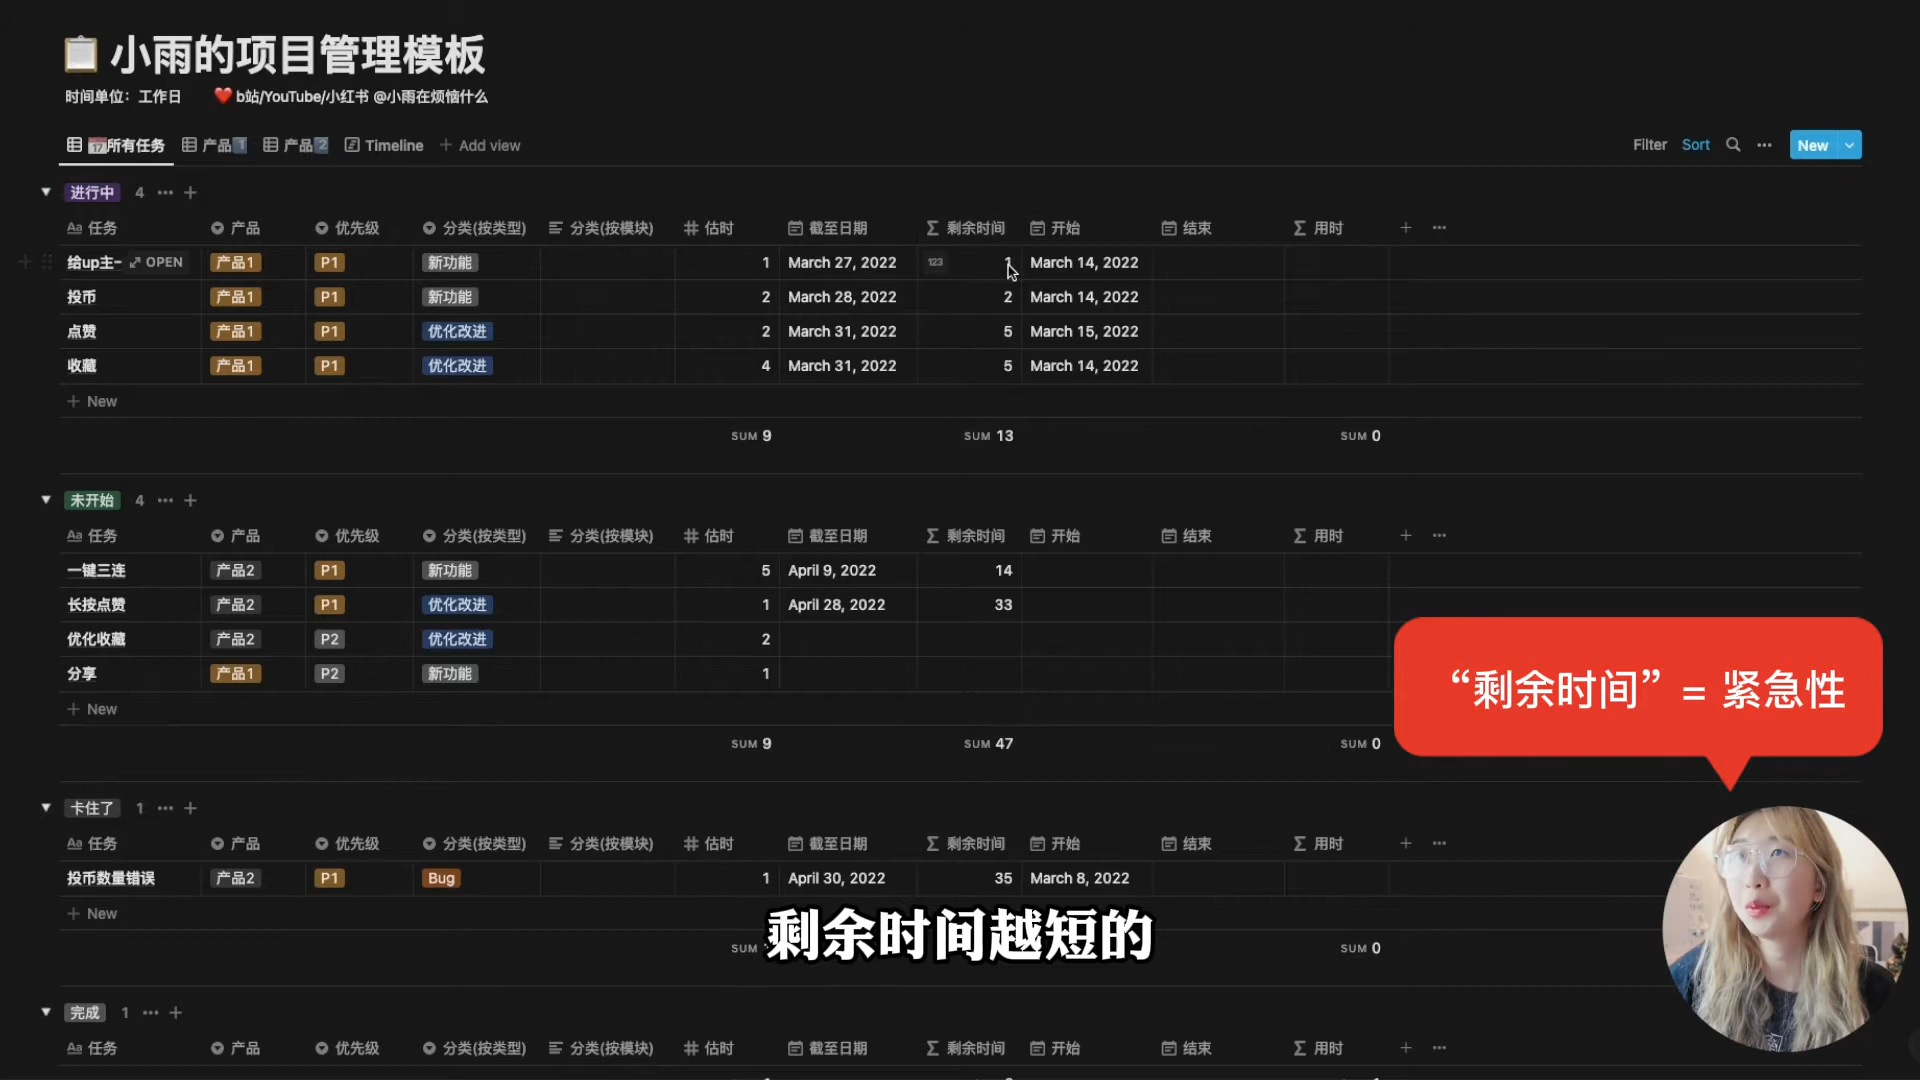 📋 小雨的项目管理模板
时间单位：工作日 ❤️ b站/YouTube/小红书 @小雨在烦恼什么
所有任务 产品1 产品2 Timeline + Add view Filter Sort ... New
进行中 4 ... +
Aa 任务 产品 优先级 分类(按类型) 分类(按模块) 估时 截至日期 剩余时间 开始 结束 用时 + ...
给up主一 OPEN 产品1 P1 新功能 1 March 27, 2022 123 1 March 14, 2022
投币 产品1 P1 新功能 2 March 28, 2022 2 March 14, 2022
点赞 产品1 P1 优化改进 2 March 31, 2022 5 March 15, 2022
收藏 产品1 P1 优化改进 4 March 31, 2022 5 March 14, 2022
+ New
SUM 9 SUM 13 SUM 0
未开始 4 ... +
Aa 任务 产品 优先级 分类(按类型) 分类(按模块) 估时 截至日期 剩余时间 开始 结束 用时 + ...
一键三连 产品2 P1 新功能 5 April 9, 2022 14
长按点赞 产品2 P1 优化改进 1 April 28, 2022 33
优化收藏 产品2 P2 优化改进 2
分享 产品1 P2 新功能 1
+ New
“剩余时间” = 紧急性
SUM 9 SUM 47 SUM 0
卡住了 1 ... +
Aa 任务 产品 优先级 分类(按类型) 分类(按模块) 估时 截至日期 剩余时间 开始 结束 用时 + ...
投币数量错误 产品2 P1 Bug 1 April 30, 2022 35 March 8, 2022
+ New
剩余时间越短的
SUM SUM 0
完成 1 ... +
Aa 任务 产品 优先级 分类(按类型) 分类(按模块) 估时 截至日期 剩余时间 开始 结束 用时 + ...